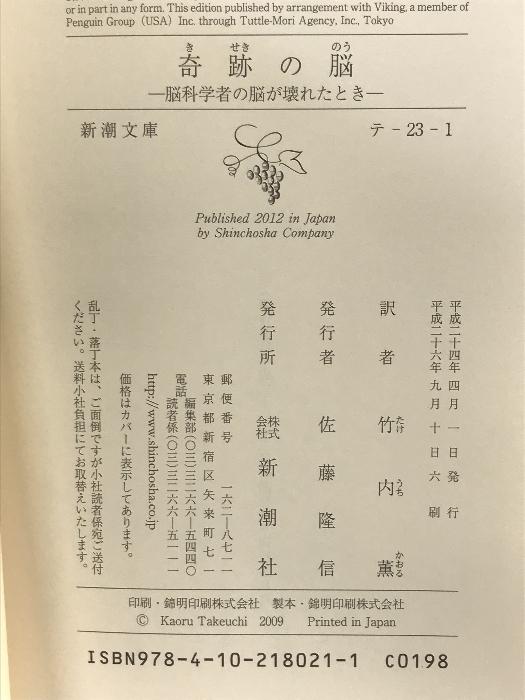 or in part in any form. This edition published by arrangement with Viking, a member of
Penguin Group (USA) Inc. through Tuttle-Mori Agency, Inc., Tokyo
きせきのう
奇跡の脳
―脳科学者の脳が壊れたとき―
新潮文庫
テ-23-1
Published 2012 in Japan
by Shinchosha Company
平成二十四年四月一日発行
平成二十六年九月十日六刷
訳者 竹内薫
たけうちかおる
発行者 佐藤隆信
発行所 株式会社 新潮社
郵便番号 一六二―八七一一
東京都新宿区矢来町七一
電話 編集部(〇三)三二六六―五四四〇
読者係(〇三)三二六六―五一一一
http://www.shinchosha.co.jp
価格はカバーに表示してあります。
乱丁・落丁本は、ご面倒ですが小社読者係宛ご送付
ください。送料小社負担にてお取替えいたします。
印刷・錦明印刷株式会社 製本・錦明印刷株式会社
© Kaoru Takeuchi 2009 Printed in Japan
ISBN978-4-10-218021-1 C0198